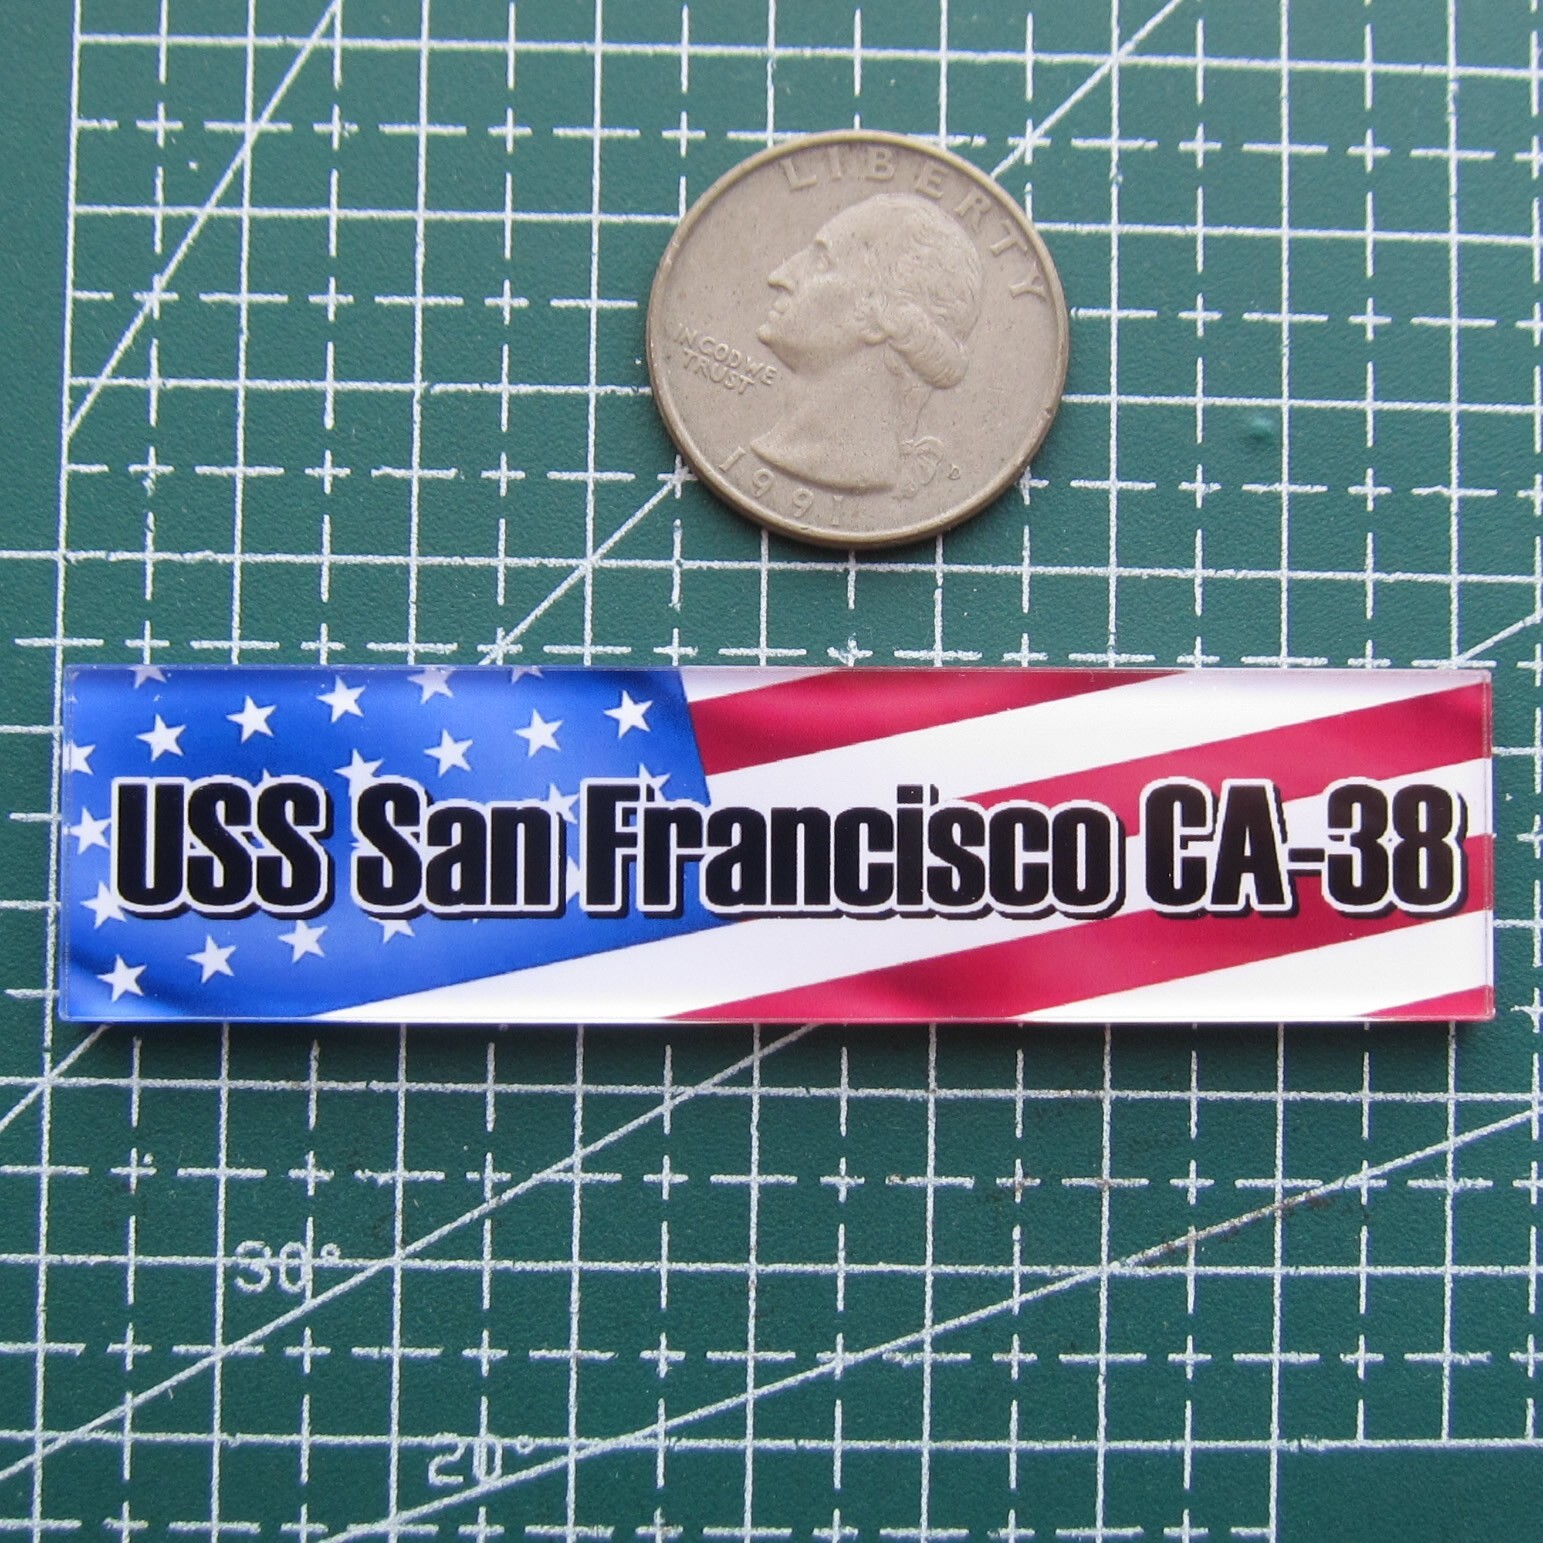 LIBERTY
IN GOD WE
TRUST
1991
D
USS San Francisco CA-38
30°
20°